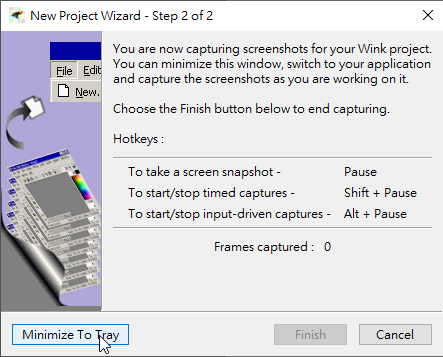 New Project Wizard - Step 2 of 2
File Edit
New.
You are now capturing screenshots for your Wink project.
You can minimize this window, switch to your application
and capture the screenshots as you are working on it.
Choose the Finish button below to end capturing.
Hotkeys :
To take a screen snapshot - Pause
To start/stop timed captures - Shift + Pause
To start/stop input-driven captures - Alt + Pause
Frames captured : 0
Minimize To Tray Finish Cancel